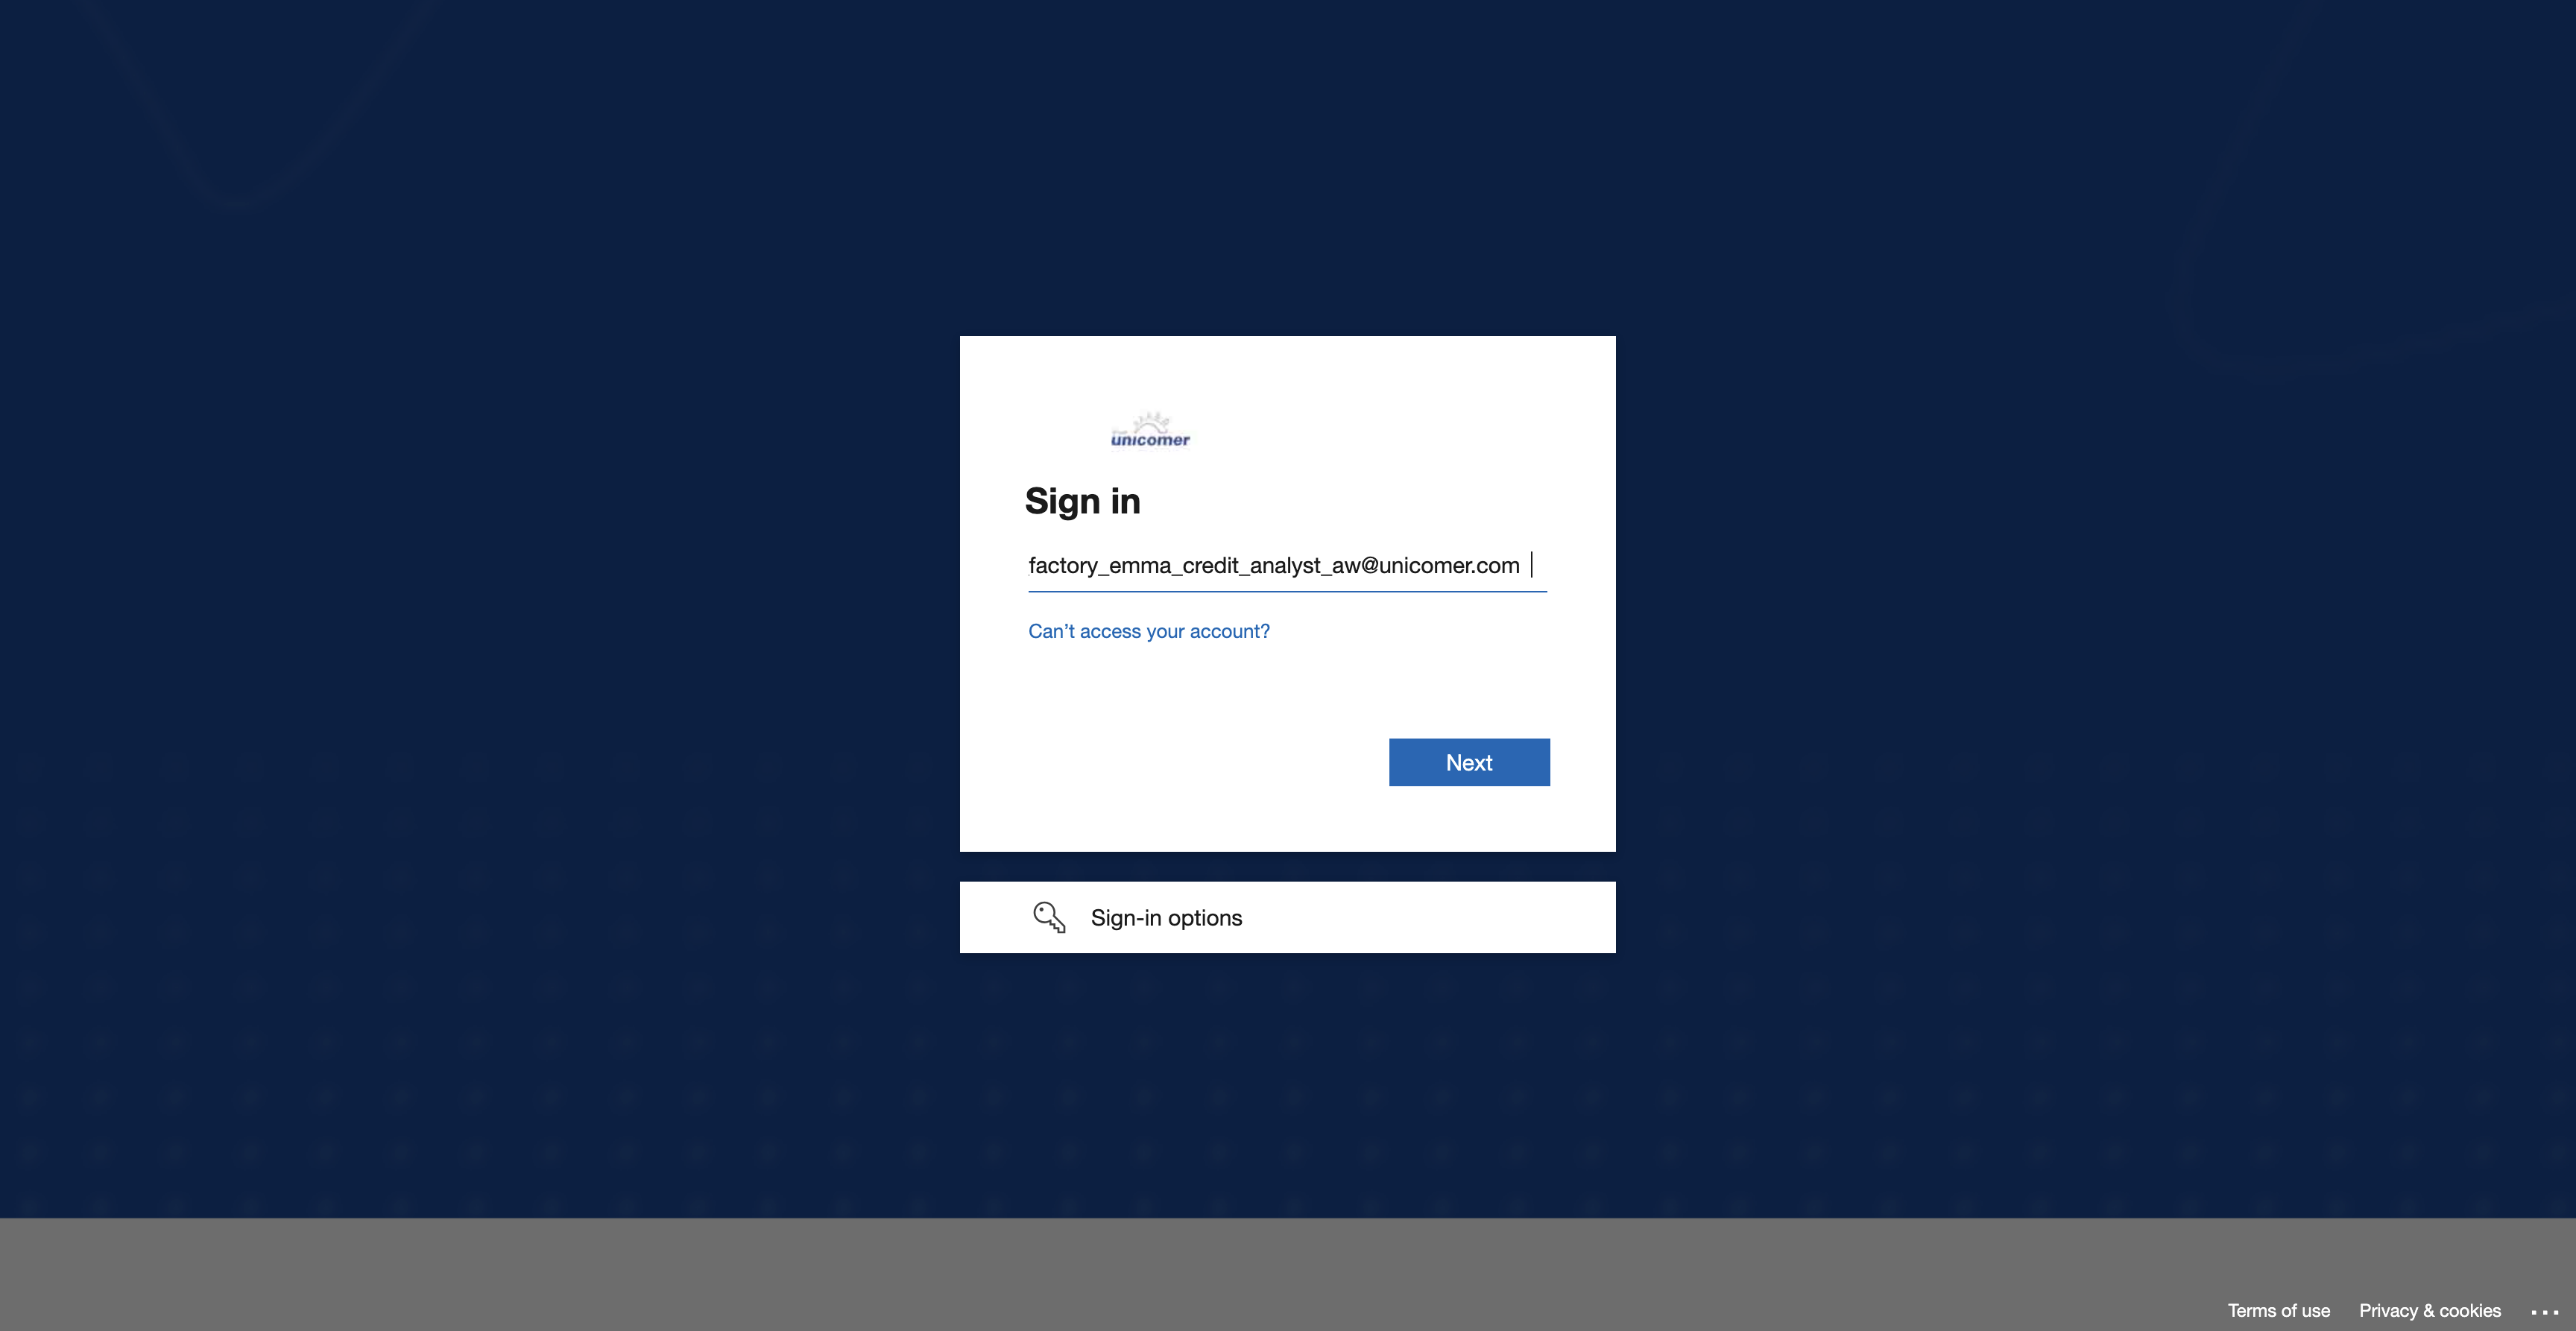 unicomer
Sign in
factory_emma_credit_analyst_aw@unicomer.com
Can't access your account?
Next
Sign-in options
Terms of use Privacy & cookies ...